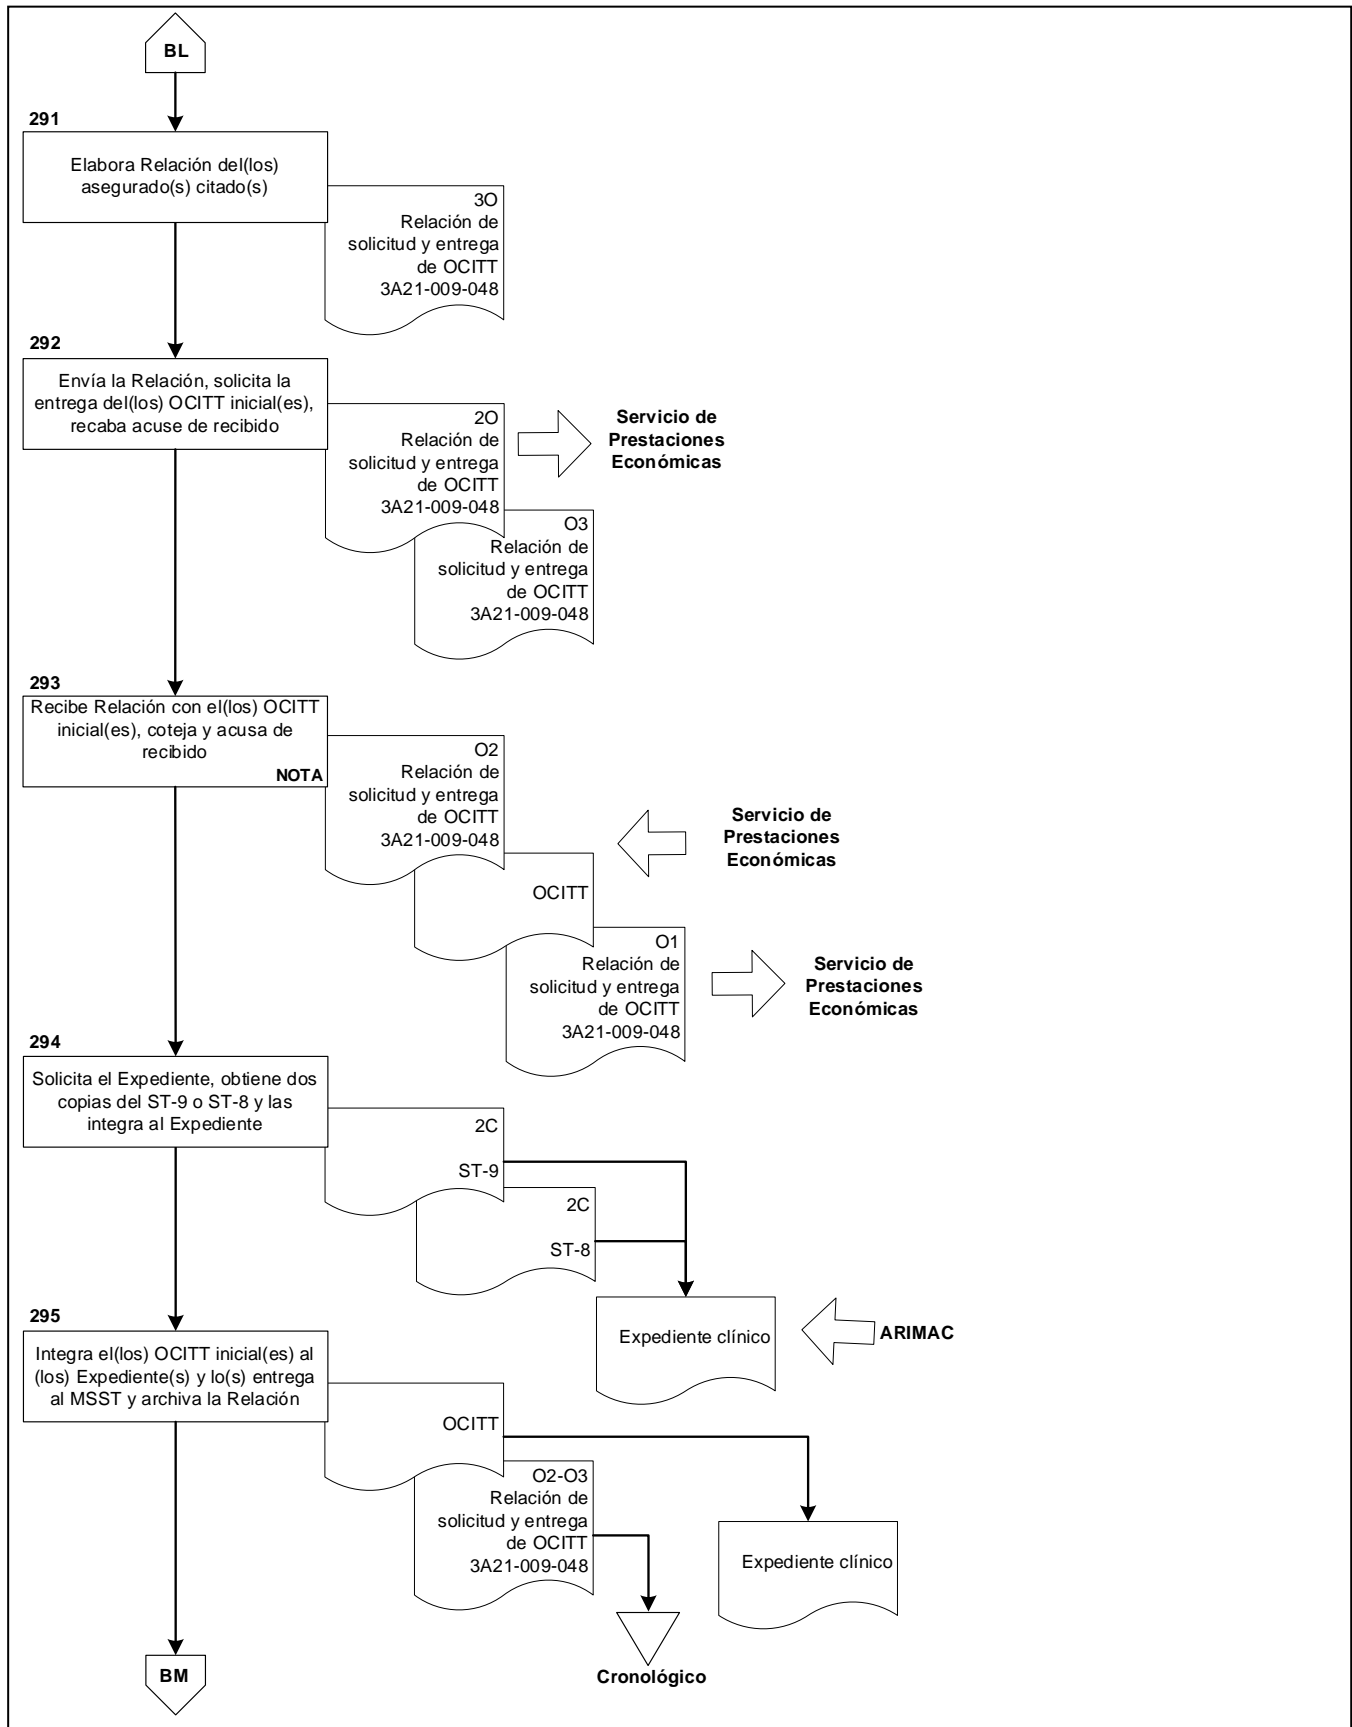 BL
291
Elabora Relación del(los)
asegurado(s) citado(s)
3O
Relación de
solicitud y entrega
de OCITT
3A21-009-048
292
Envía la Relación, solicita la
entrega del(los) OCITT inicial(es),
recaba acuse de recibido
2O
Relación de
solicitud y entrega
de OCITT
3A21-009-048
Servicio de
Prestaciones
Económicas
O3
Relación de
solicitud y entrega
de OCITT
3A21-009-048
293
Recibe Relación con el(los) OCITT
inicial(es), coteja y acusa de
recibido
NOTA
O2
Relación de
solicitud y entrega
de OCITT
3A21-009-048
Servicio de
Prestaciones
Económicas
OCITT
O1
Relación de
solicitud y entrega
de OCITT
3A21-009-048
Servicio de
Prestaciones
Económicas
294
Solicita el Expediente, obtiene dos
copias del ST-9 o ST-8 y las
integra al Expediente
2C
ST-9
2C
ST-8
Expediente clínico
ARIMAC
295
Integra el(los) OCITT inicial(es) al
(los) Expediente(s) y lo(s) entrega
al MSST y archiva la Relación
OCITT
O2-O3
Relación de
solicitud y entrega
de OCITT
3A21-009-048
Expediente clínico
Cronológico
BM